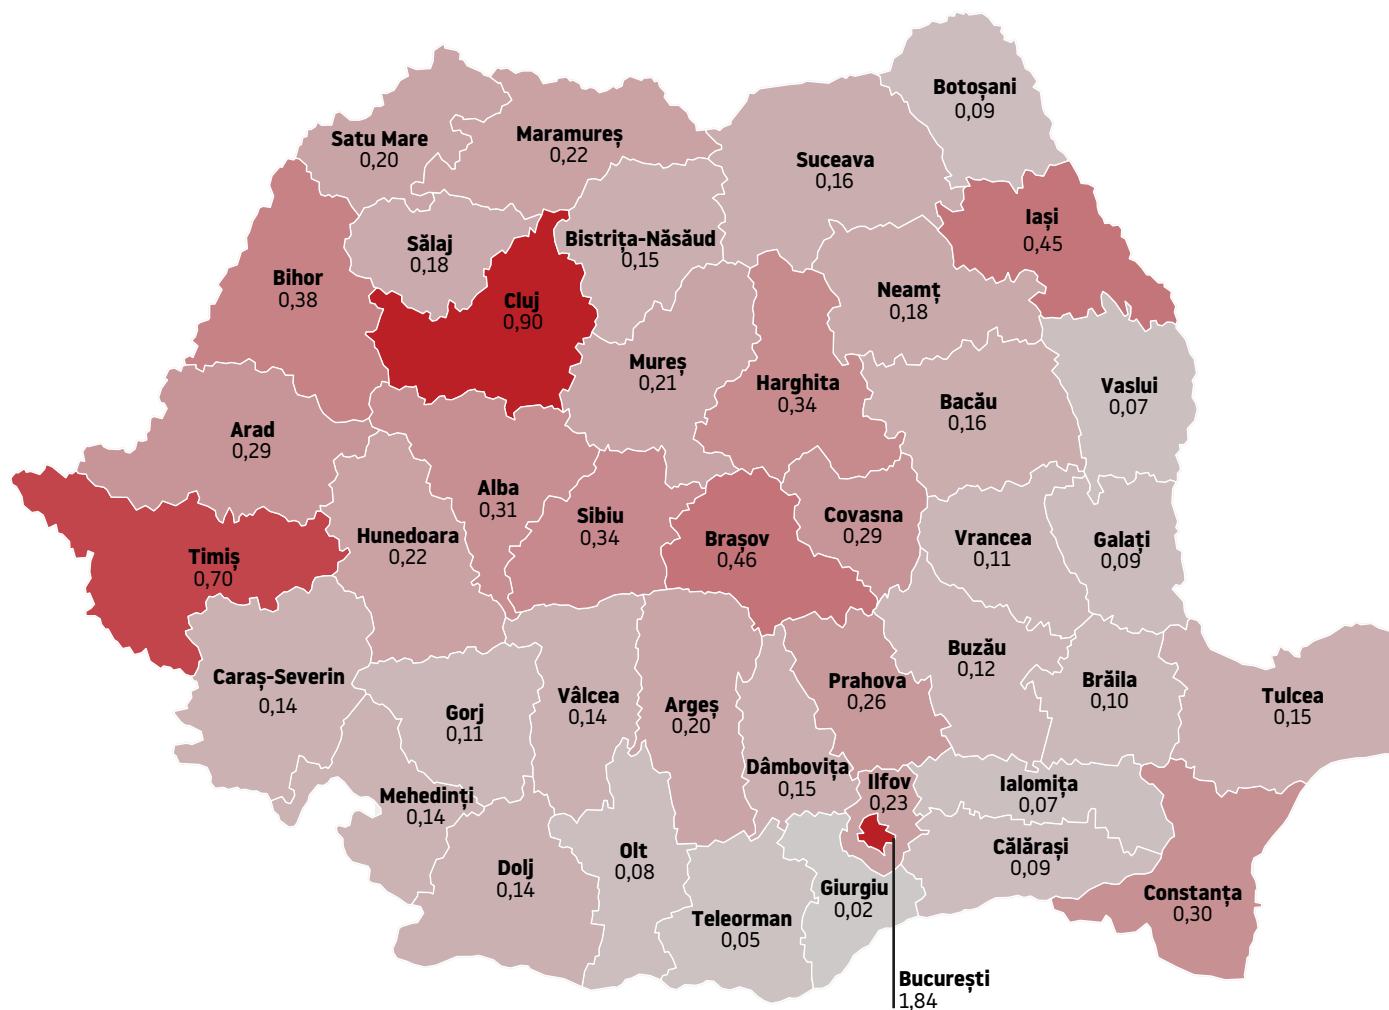 Botoșani
0,09
Satu Mare
0,20
Maramureș
0,22
Suceava
0,16
Iași
0,45
Sălaj
0,18
Bistrița-Năsăud
0,15
Bihor
0,38
Cluj
0,90
Neamț
0,18
Mureș
0,21
Harghita
0,34
Vaslui
0,07
Bacău
0,16
Arad
0,29
Alba
0,31
Sibiu
0,34
Covasna
0,29
Hunedoara
0,22
Brașov
0,46
Vrancea
0,11
Galați
0,09
Timiș
0,70
Buzău
0,12
Caraș-Severin
0,14
Prahova
0,26
Brăila
0,10
Vâlcea
0,14
Argeș
0,20
Tulcea
0,15
Gorj
0,11
Dâmbovița
0,15
Ilfov
0,23
Ialomița
0,07
Mehedinți
0,14
Călărași
0,09
Olt
0,08
Dolj
0,14
Giurgiu
0,02
Constanța
0,30
Teleorman
0,05
București
1,84